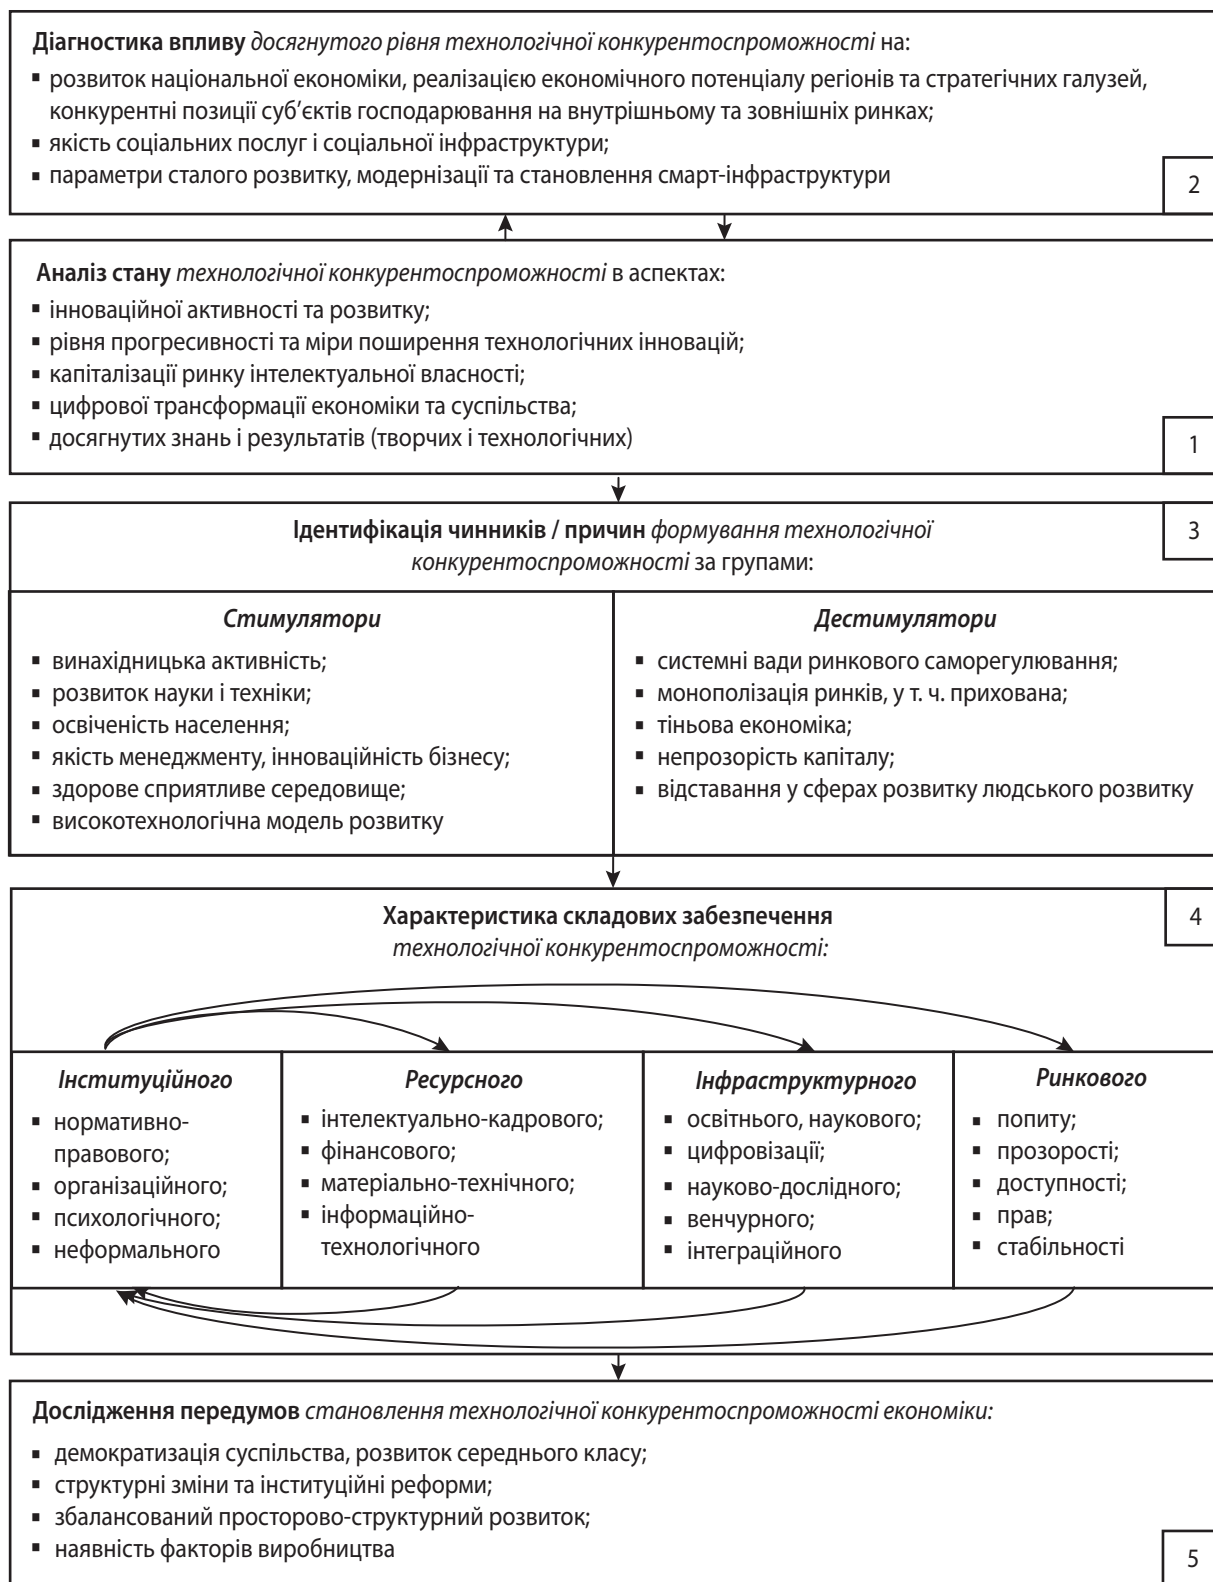 Діагностика впливу досягнутого рівня технологічної конкурентоспроможності на:
▪ розвиток національної економіки, реалізацією економічного потенціалу регіонів та стратегічних галузей,
конкурентні позиції суб’єктів господарювання на внутрішньому та зовнішніх ринках;
▪ якість соціальних послуг і соціальної інфраструктури;
▪ параметри сталого розвитку, модернізації та становлення смарт-інфраструктури
2
Аналіз стану технологічної конкурентоспроможності в аспектах:
▪ інноваційної активності та розвитку;
▪ рівня прогресивності та міри поширення технологічних інновацій;
▪ капіталізації ринку інтелектуальної власності;
▪ цифрової трансформації економіки та суспільства;
▪ досягнутих знань і результатів (творчих і технологічних)
1
Ідентифікація чинників / причин формування технологічної
конкурентоспроможності за групами:
3
Стимулятори
▪ винахідницька активність;
▪ розвиток науки і техніки;
▪ освіченість населення;
▪ якість менеджменту, інноваційність бізнесу;
▪ здорове сприятливе середовище;
▪ високотехнологічна модель розвитку
Дестимулятори
▪ системні вади ринкового саморегулювання;
▪ монополізація ринків, у т. ч. прихована;
▪ тіньова економіка;
▪ непрозорість капіталу;
▪ відставання у сферах розвитку людського розвитку
Характеристика складових забезпечення
технологічної конкурентоспроможності:
4
Інституційного
▪ нормативно-
правового;
▪ організаційного;
▪ психологічного;
▪ неформального
Ресурсного
▪ інтелектуально-кадрового;
▪ фінансового;
▪ матеріально-технічного;
▪ інформаційно-
технологічного
Інфраструктурного
▪ освітнього, наукового;
▪ цифровізації;
▪ науково-дослідного;
▪ венчурного;
▪ інтеграційного
Ринкового
▪ попиту;
▪ прозорості;
▪ доступності;
▪ прав;
▪ стабільності
Дослідження передумов становлення технологічної конкурентоспроможності економіки:
▪ демократизація суспільства, розвиток середнього класу;
▪ структурні зміни та інституційні реформи;
▪ збалансований просторово-структурний розвиток;
▪ наявність факторів виробництва
5